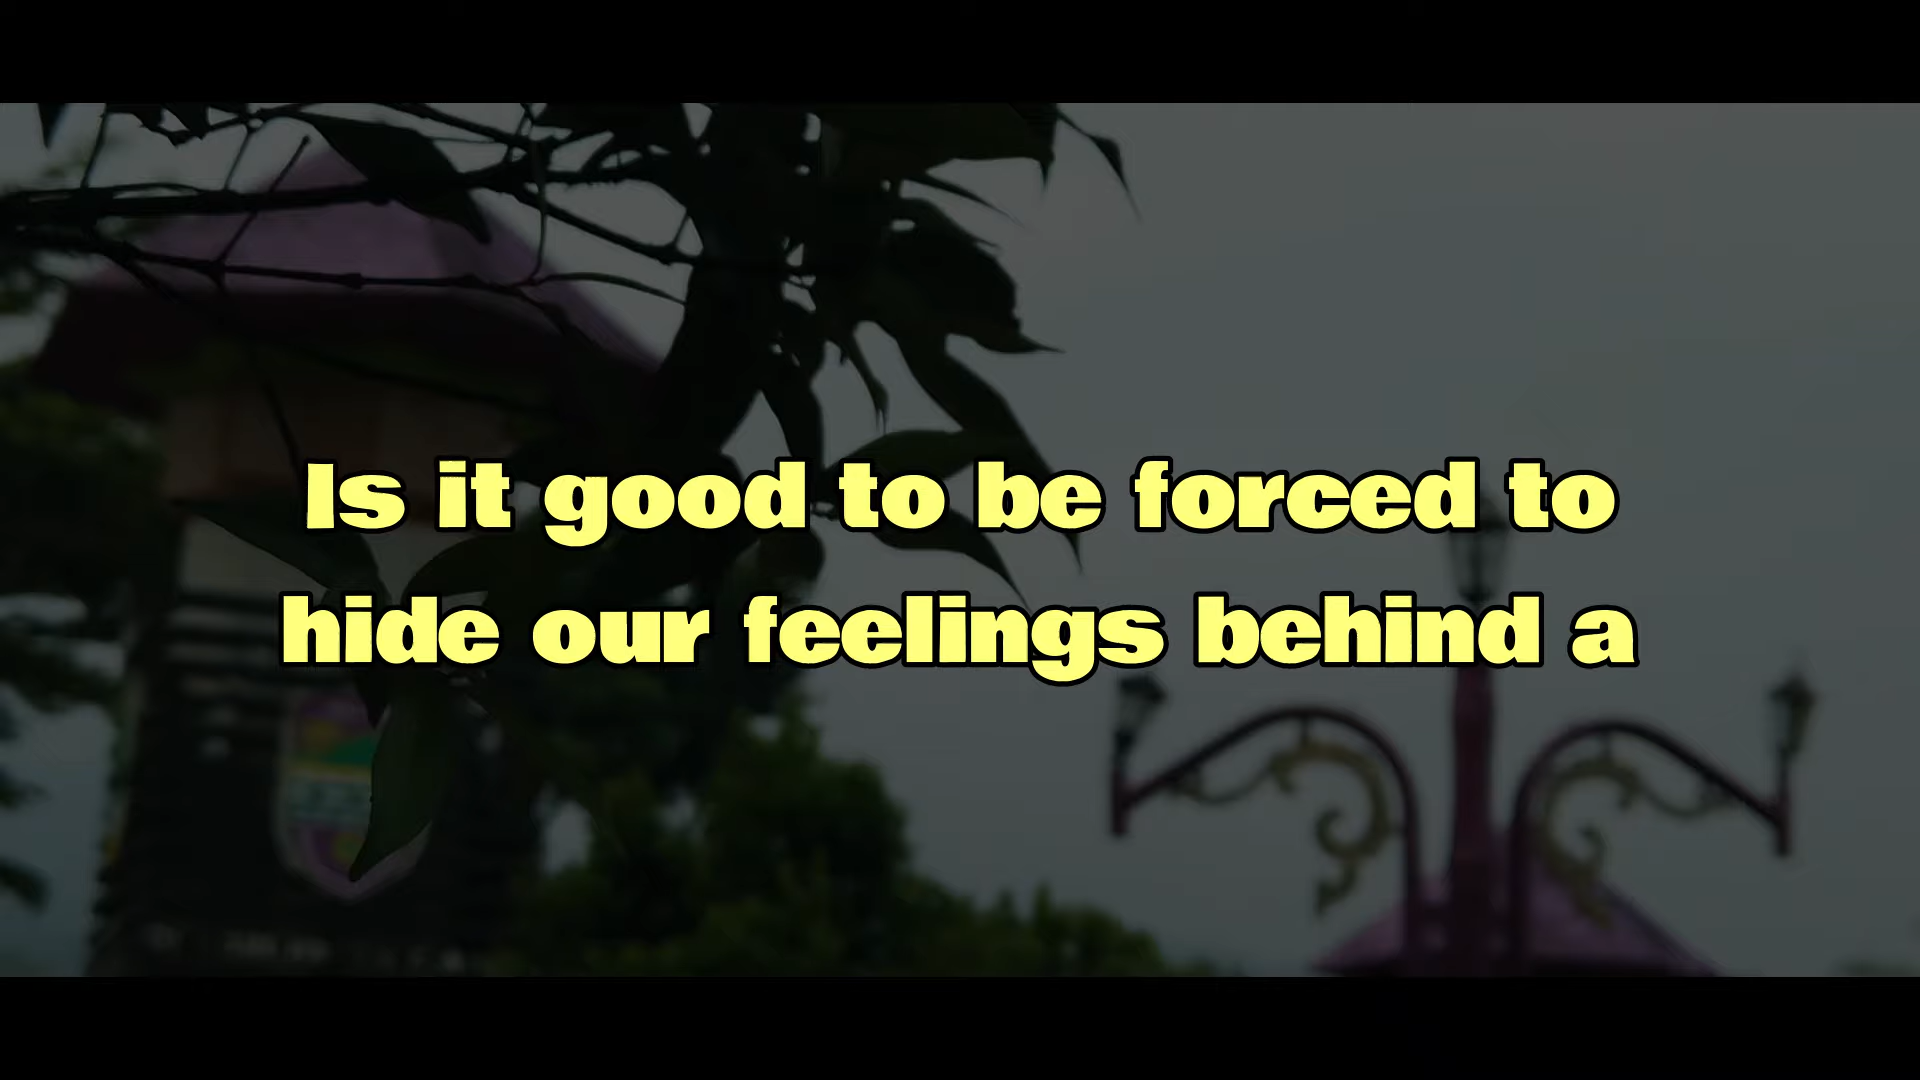 Is it good to be forced to
hide our feelings behind a